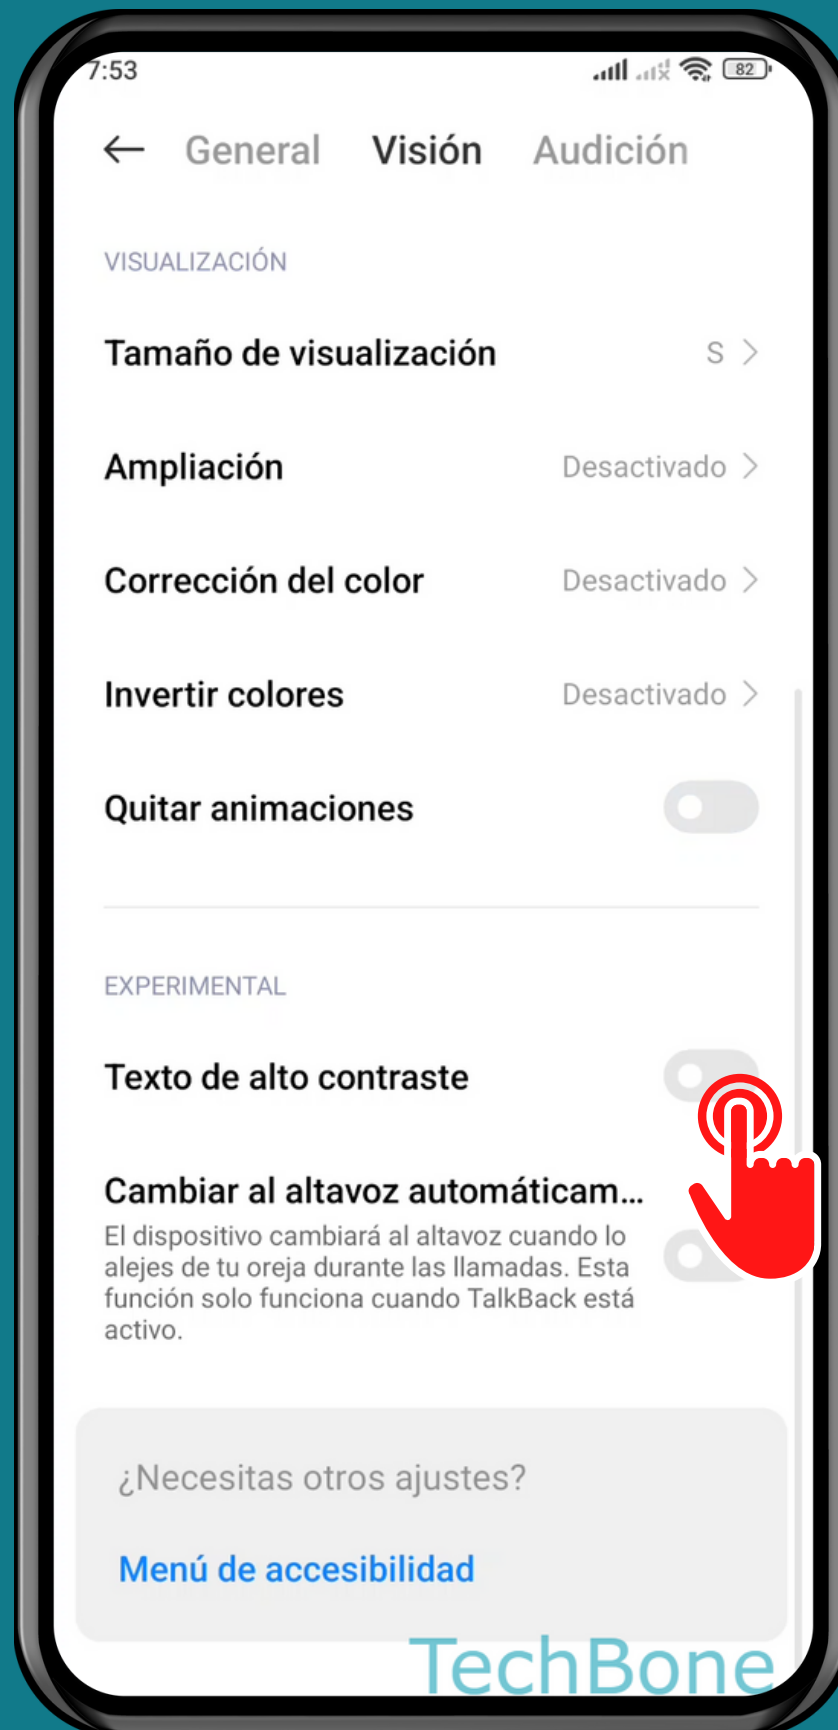 7:53
82
General Visión Audición
VISUALIZACIÓN
Tamaño de visualización S
Ampliación Desactivado
Corrección del color Desactivado
Invertir colores Desactivado
Quitar animaciones
EXPERIMENTAL
Texto de alto contraste
Cambiar al altavoz automáticam...
El dispositivo cambiará al altavoz cuando lo
alejes de tu oreja durante las llamadas. Esta
función solo funciona cuando TalkBack está
activo.
¿Necesitas otros ajustes?
Menú de accesibilidad
TechBone